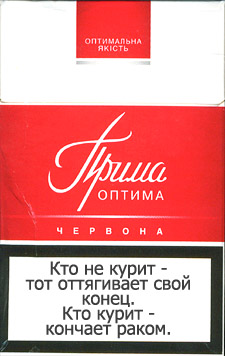 ОПТИМАЛЬНА
ЯКІСТЬ
Прима
ОПТИМА
ЧЕРВОНА
Кто не курит -
тот оттягивает свой
конец.
Кто курит -
кончает раком.